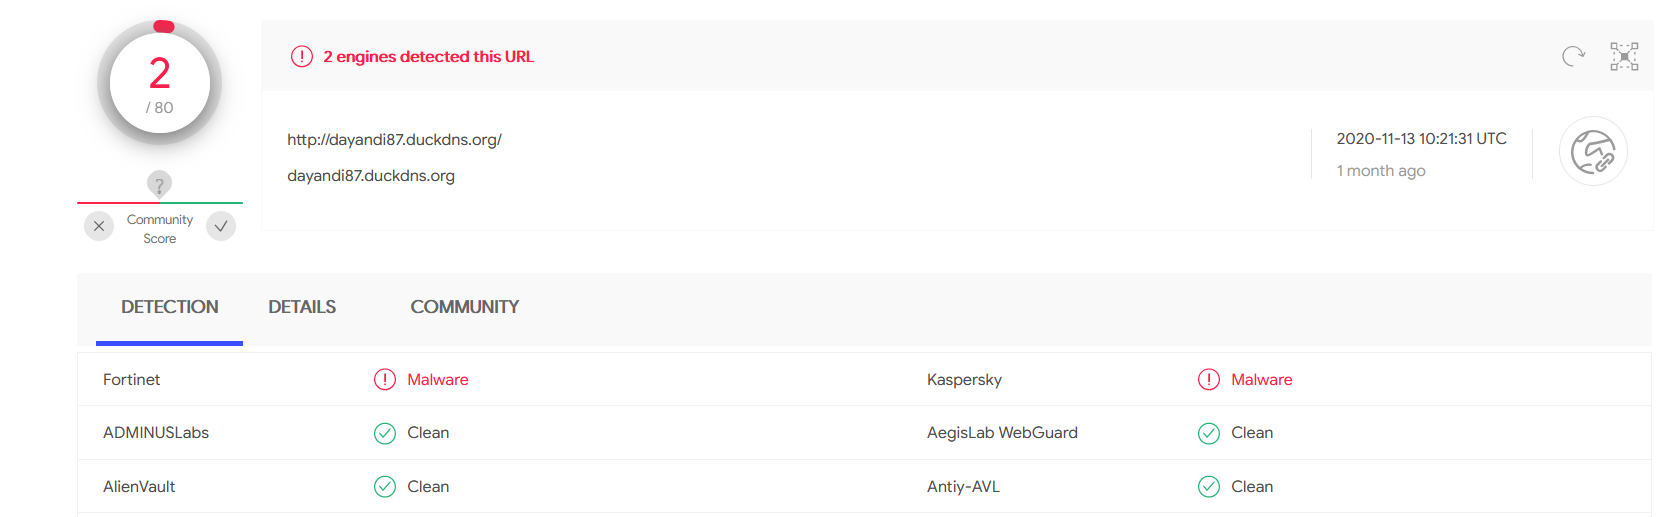 2
/ 80
?
Community
Score
2 engines detected this URL
http://dayandi87.duckdns.org/
dayandi87.duckdns.org
2020-11-13 10:21:31 UTC
1 month ago
DETECTION DETAILS COMMUNITY
Fortinet Malware Kaspersky Malware
ADMINUSLabs Clean AegisLab WebGuard Clean
AlienVault Clean Antiy-AVL Clean